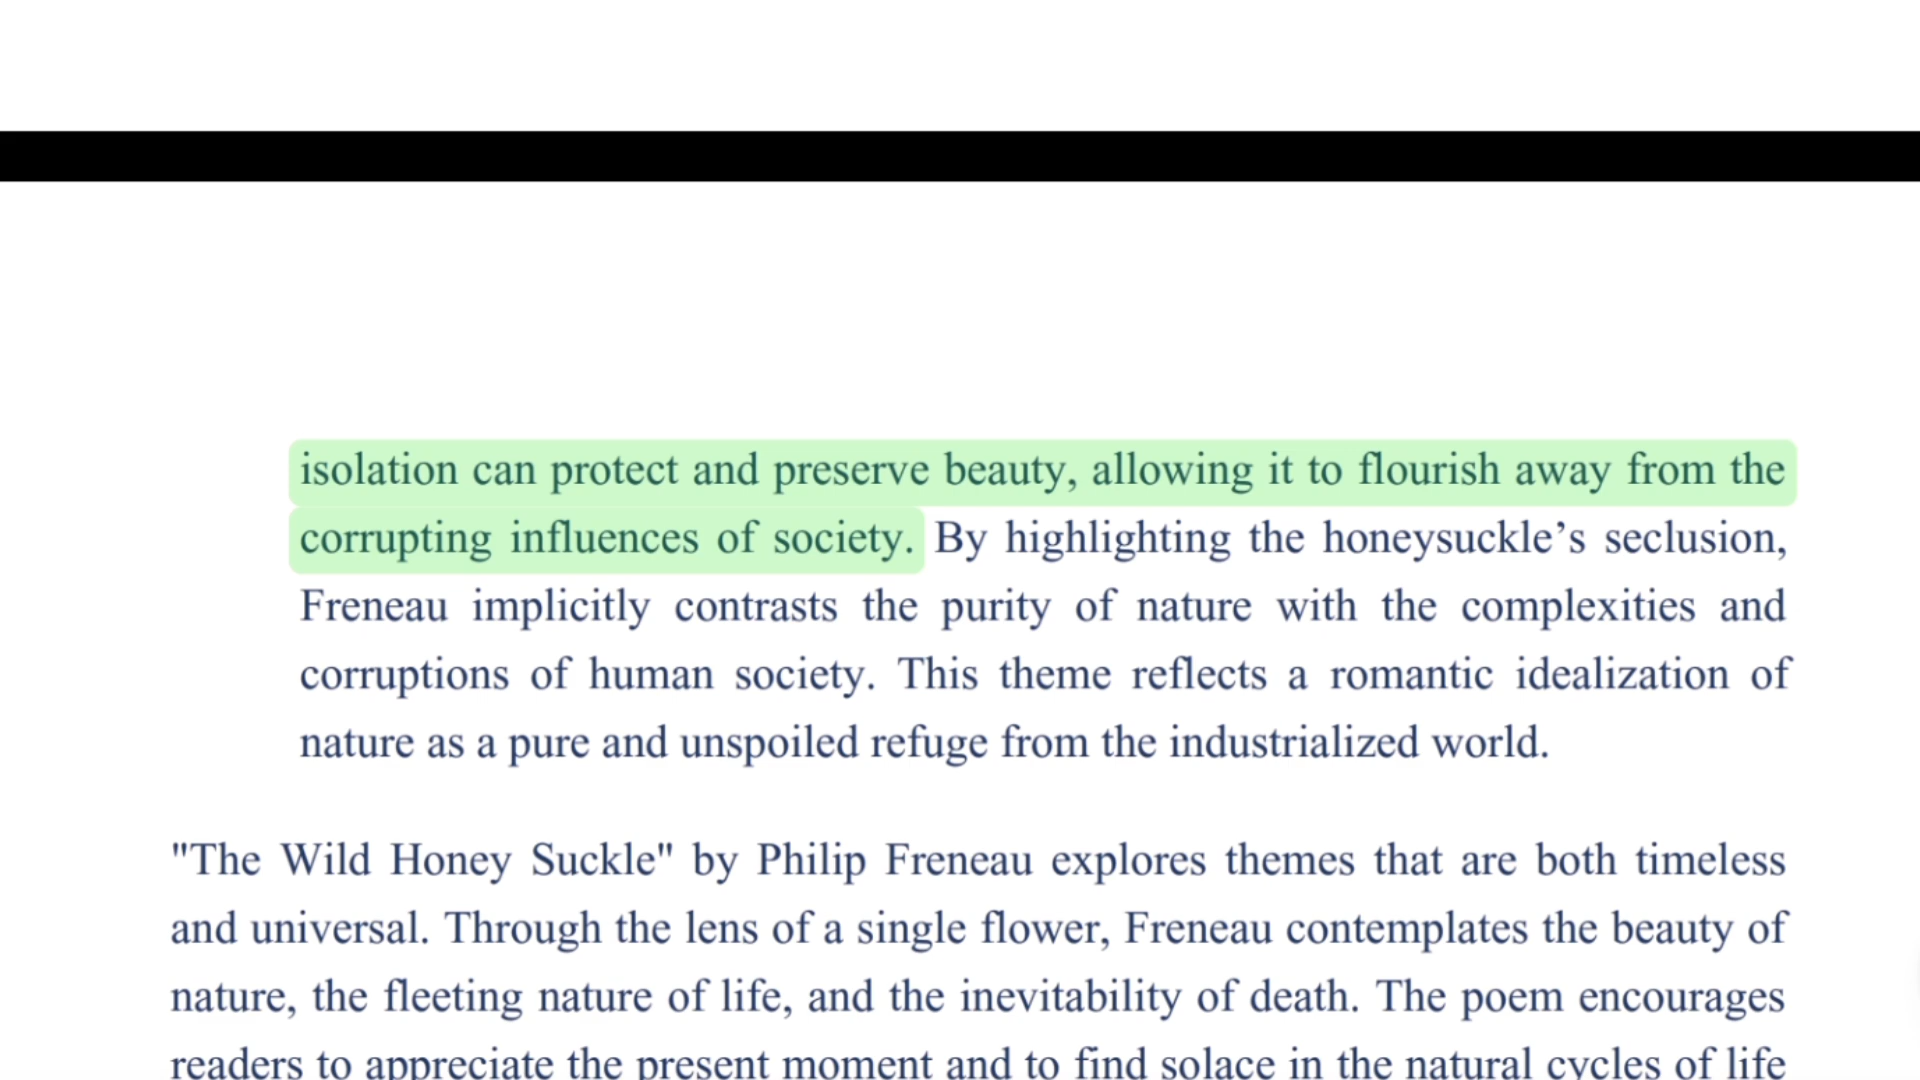 isolation can protect and preserve beauty, allowing it to flourish away from the
corrupting influences of society. By highlighting the honeysuckle’s seclusion,
Freneau implicitly contrasts the purity of nature with the complexities and
corruptions of human society. This theme reflects a romantic idealization of
nature as a pure and unspoiled refuge from the industrialized world.
"The Wild Honey Suckle" by Philip Freneau explores themes that are both timeless
and universal. Through the lens of a single flower, Freneau contemplates the beauty of
nature, the fleeting nature of life, and the inevitability of death. The poem encourages
readers to appreciate the present moment and to find solace in the natural cycles of life